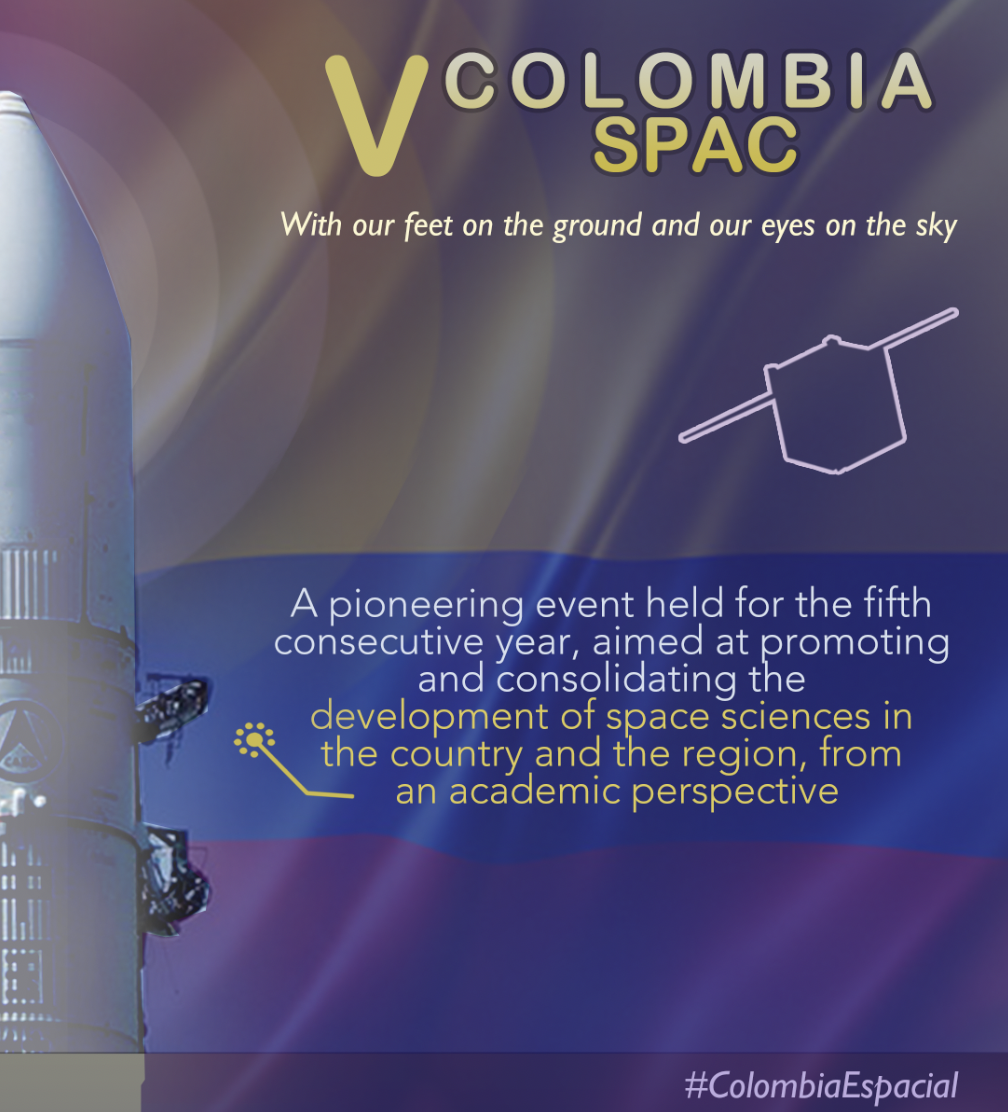 V COLOMBIA
SPAC
With our feet on the ground and our eyes on the sky
A pioneering event held for the fifth
consecutive year, aimed at promoting
and consolidating the
development of space sciences in
the country and the region, from
an academic perspective
#ColombiaEspacial